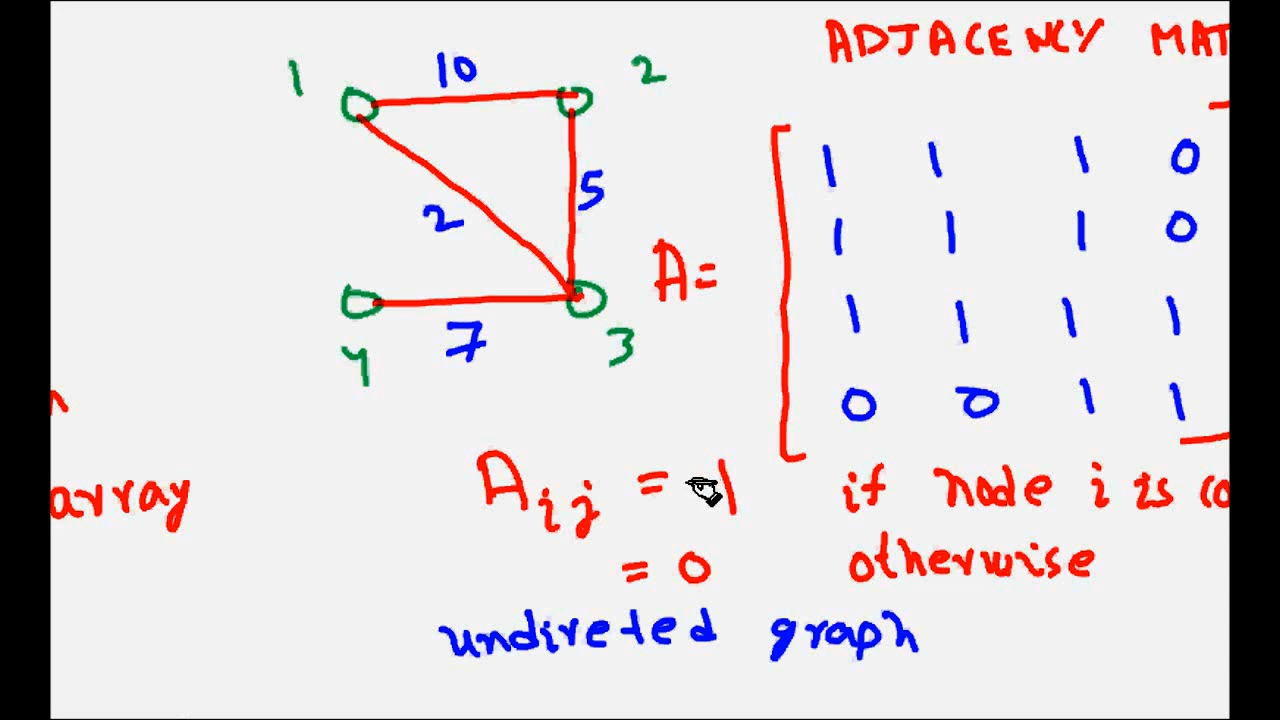 ADJACENCY MAT
1 10 2
2 5
4 7 3
A=
1 1 1 0
1 1 1 0
1 1 1 1
0 0 1 1
array
Aij = 1 if node i is co
= 0 otherwise
undireted graph